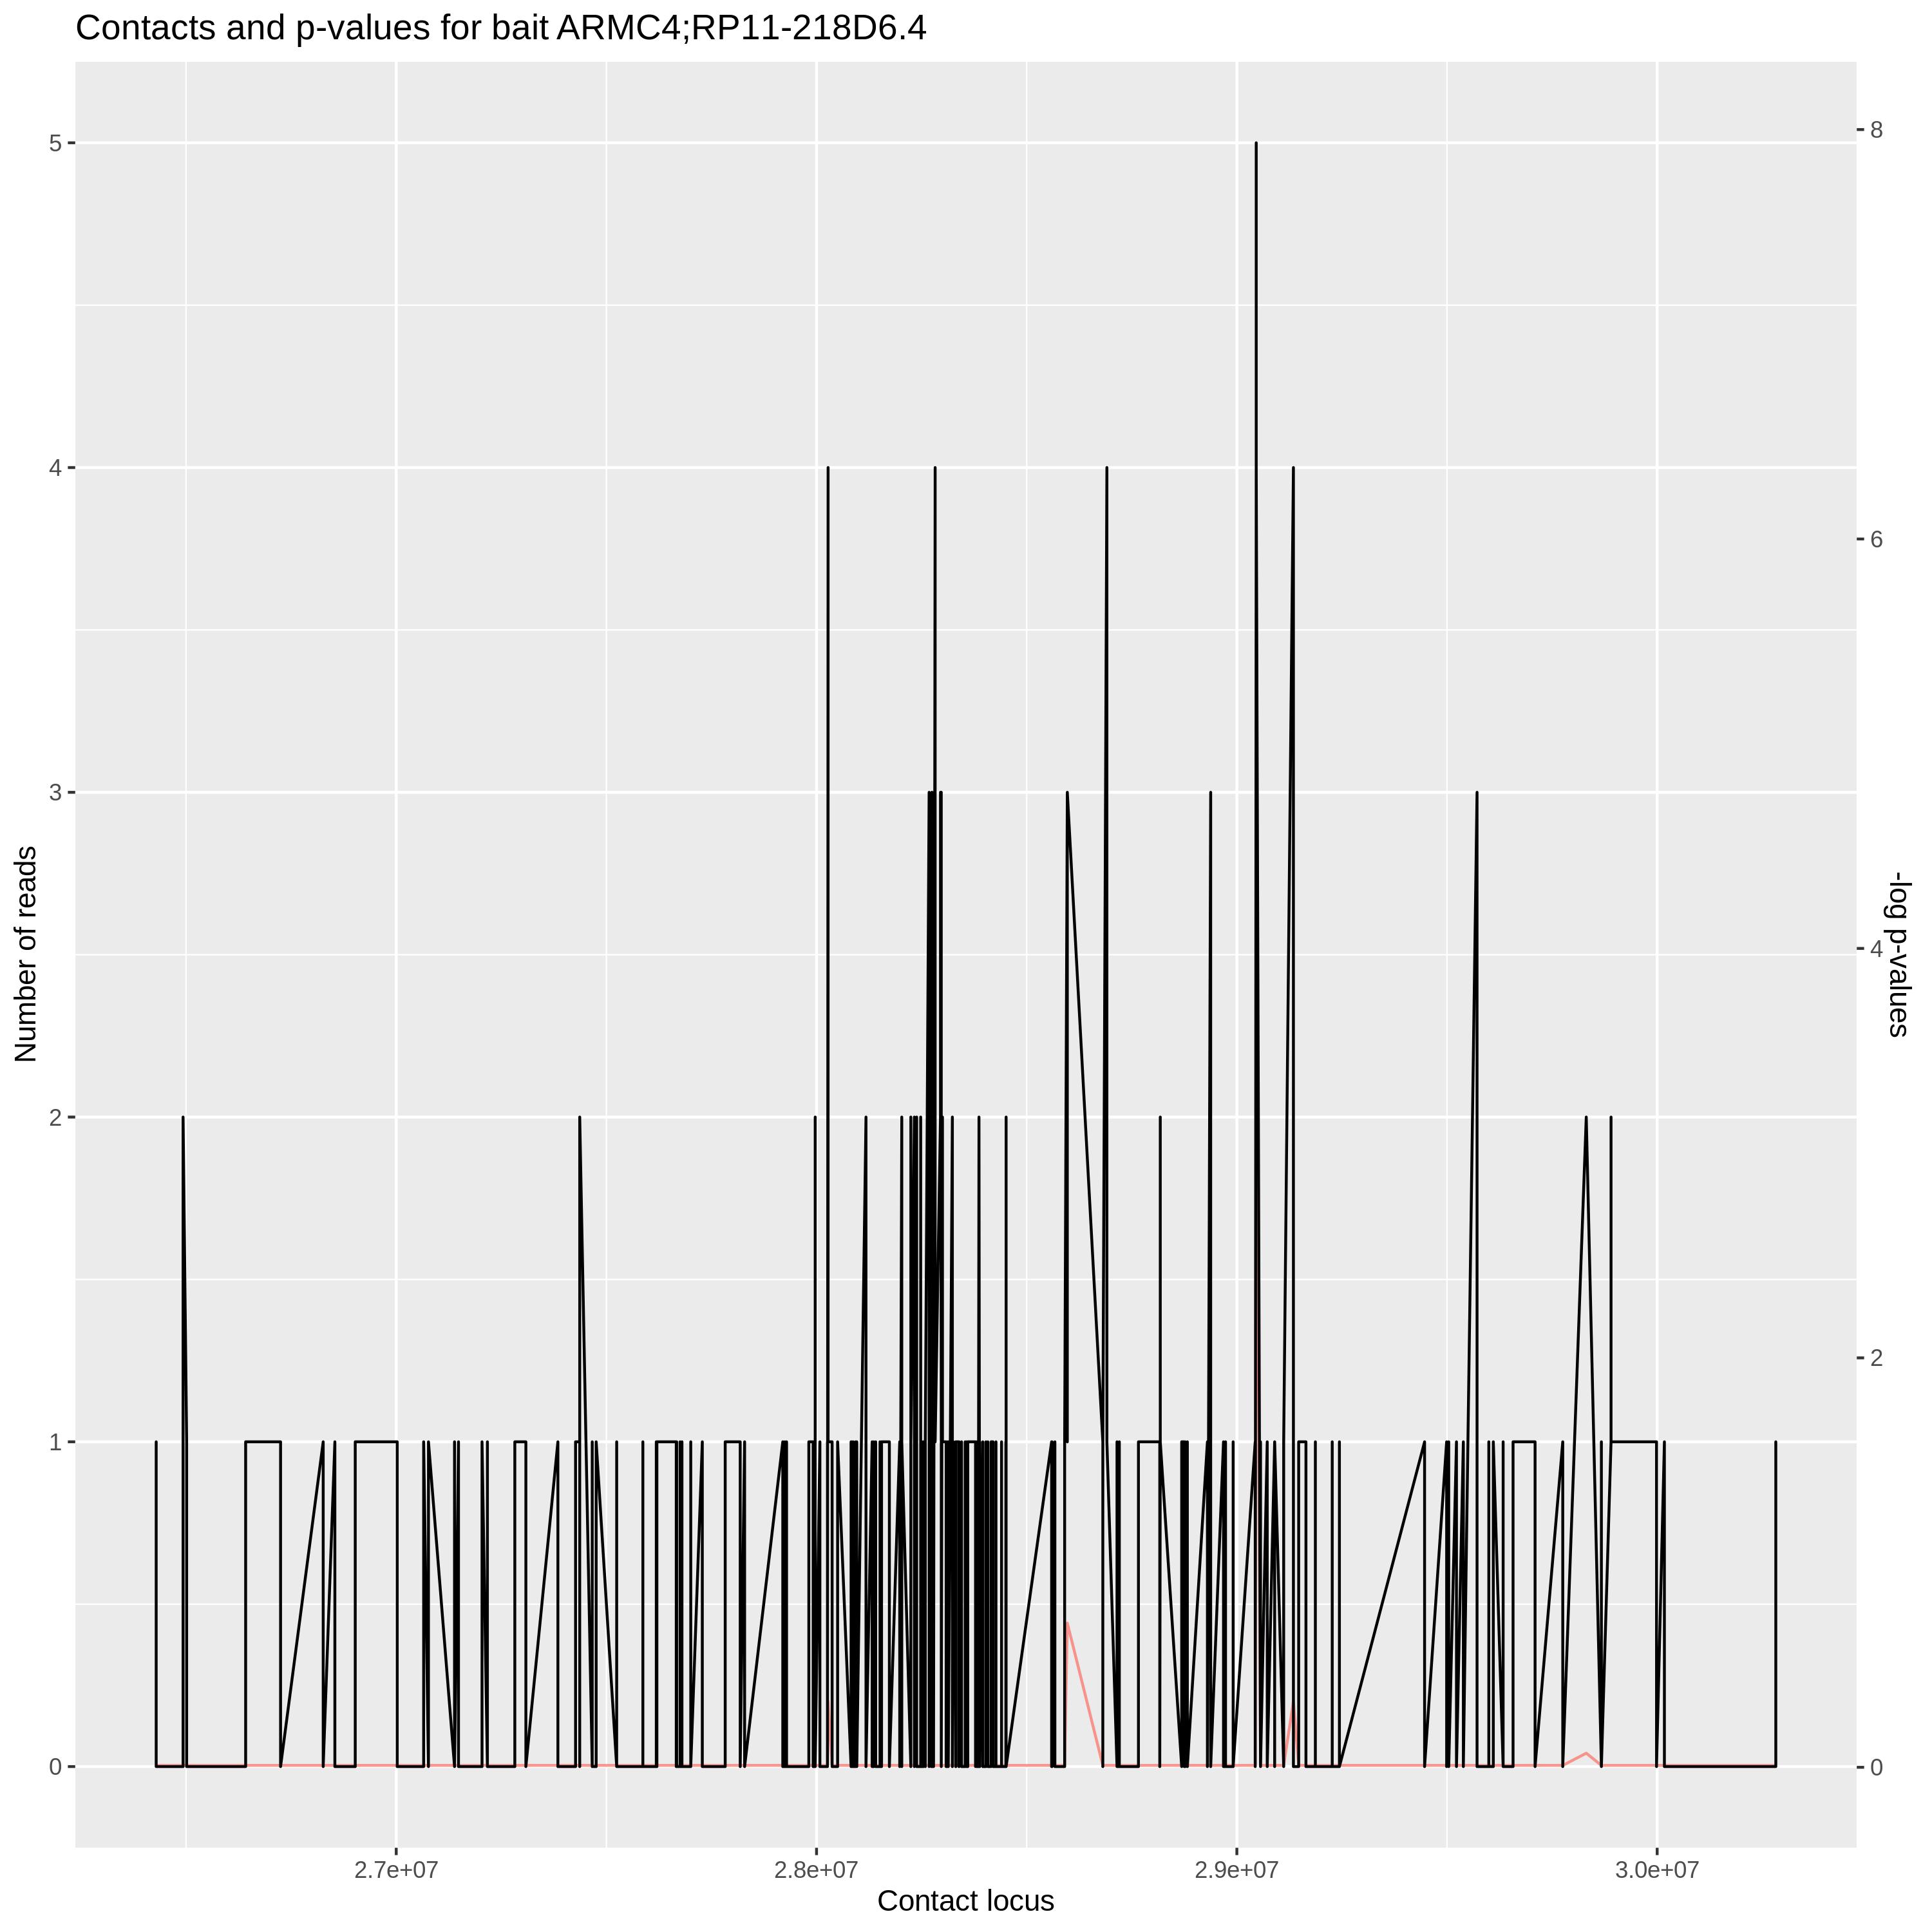 Contacts and p-values for bait ARMC4;RP11-218D6.4
5
4
3
2
1
0
Number of reads
8
6
4
2
0
-log p-values
2.7e+07
2.8e+07
2.9e+07
3.0e+07
Contact locus